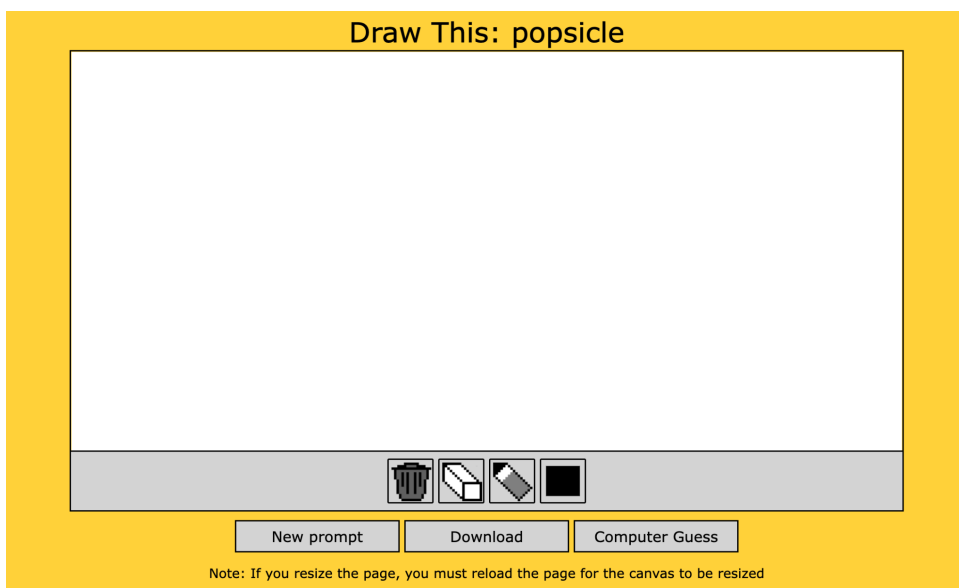 Draw This: popsicle
New prompt Download Computer Guess
Note: If you resize the page, you must reload the page for the canvas to be resized